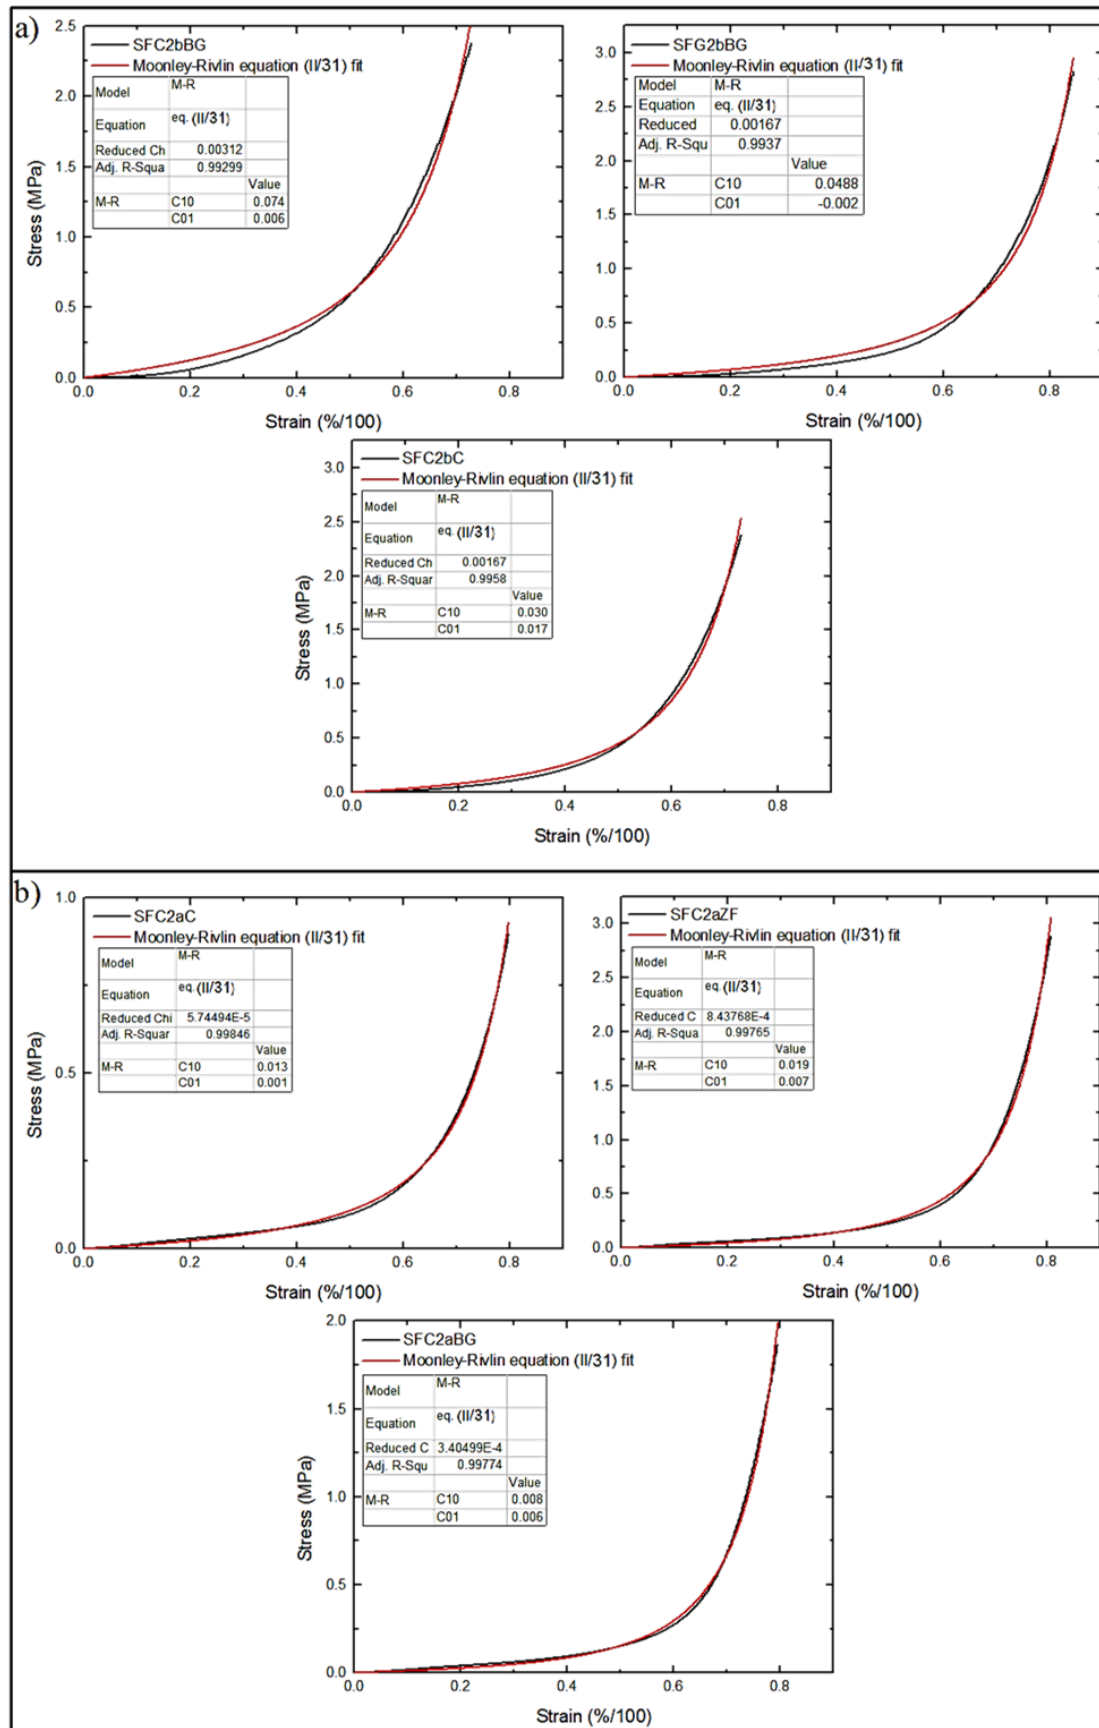 a)
SFC2bBG
Moonley-Rivlin equation (II/31) fit
Model M-R
Equation eq. (II/31)
Reduced Ch 0.00312
Adj. R-Squa 0.99299
Value
M-R C10 0.074
C01 0.006
Stress (MPa)
2.5
2.0
1.5
1.0
0.5
0.0
0.0 0.2 0.4 0.6 0.8
Strain (%/100)
SFG2bBG
Moonley-Rivlin equation (II/31) fit
Model M-R
Equation eq. (II/31)
Reduced 0.00167
Adj. R-Squ 0.9937
Value
M-R C10 0.0488
C01 -0.002
3.0
2.5
2.0
1.5
1.0
0.5
0.0
0.0 0.2 0.4 0.6 0.8
Strain (%/100)
SFC2bC
Moonley-Rivlin equation (II/31) fit
Model M-R
Equation eq. (II/31)
Reduced Ch 0.00167
Adj. R-Squar 0.9958
Value
M-R C10 0.030
C01 0.017
Stress (MPa)
3.0
2.5
2.0
1.5
1.0
0.5
0.0
0.0 0.2 0.4 0.6 0.8
Strain (%/100)
b)
SFC2aC
Moonley-Rivlin equation (II/31) fit
Model M-R
Equation eq. (II/31)
Reduced Chi 5.74494E-5
Adj. R-Squar 0.99846
Value
M-R C10 0.013
C01 0.001
Stress (MPa)
1.0
0.5
0.0
0.0 0.2 0.4 0.6 0.8
Strain (%/100)
SFC2aZF
Moonley-Rivlin equation (II/31) fit
Model M-R
Equation eq. (II/31)
Reduced C 8.43768E-4
Adj. R-Squa 0.99765
Value
M-R C10 0.019
C01 0.007
3.0
2.5
2.0
1.5
1.0
0.5
0.0
0.0 0.2 0.4 0.6 0.8
Strain (%/100)
SFC2aBG
Moonley-Rivlin equation (II/31) fit
Model M-R
Equation eq. (II/31)
Reduced C 3.40499E-4
Adj. R-Squ 0.99774
Value
M-R C10 0.008
C01 0.006
Stress (MPa)
2.0
1.5
1.0
0.5
0.0
0.0 0.2 0.4 0.6 0.8
Strain (%/100)